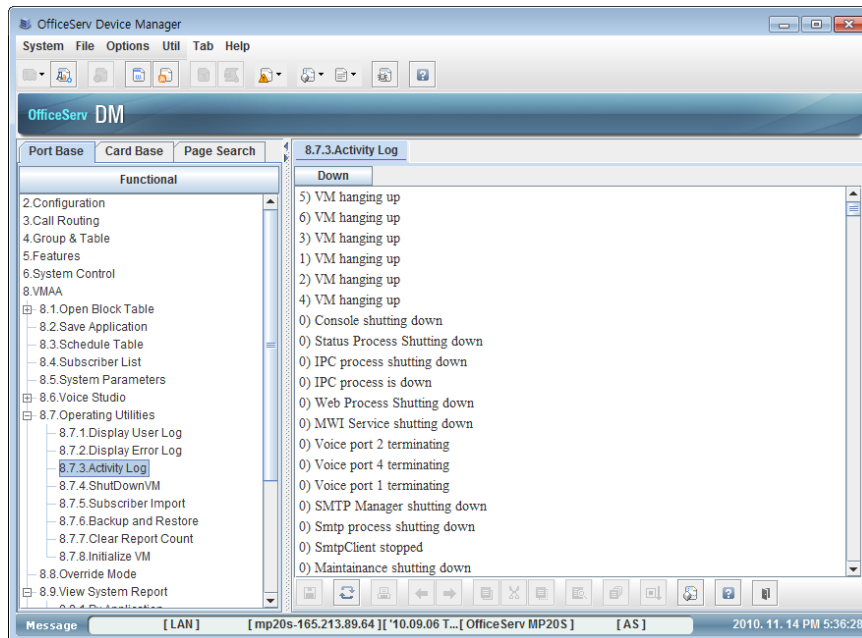 OfficeServ Device Manager
System File Options Util Tab Help
OfficeServ DM
Port Base Card Base Page Search
Functional
2.Configuration
3.Call Routing
4.Group & Table
5.Features
6.System Control
8.VMAA
8.1.Open Block Table
8.2.Save Application
8.3.Schedule Table
8.4.Subscriber List
8.5.System Parameters
8.6.Voice Studio
8.7.Operating Utilities
8.7.1.Display User Log
8.7.2.Display Error Log
8.7.3.Activity Log
8.7.4.ShutDownVM
8.7.5.Subscriber Import
8.7.6.Backup and Restore
8.7.7.Clear Report Count
8.7.8.Initialize VM
8.8.Override Mode
8.9.View System Report
8.7.3.Activity Log
Down
5) VM hanging up
6) VM hanging up
3) VM hanging up
1) VM hanging up
2) VM hanging up
4) VM hanging up
0) Console shutting down
0) Status Process Shutting down
0) IPC process shutting down
0) IPC process is down
0) Web Process Shutting down
0) MWI Service shutting down
0) Voice port 2 terminating
0) Voice port 4 terminating
0) Voice port 1 terminating
0) SMTP Manager shutting down
0) Smtp process shutting down
0) SmtpClient stopped
0) Maintainance shutting down
Message [ LAN ] [ mp20s-165.213.89.64 ][ '10.09.06 T...[ OfficeServ MP20S ] [ AS ] 2010. 11. 14 PM 5:36:28